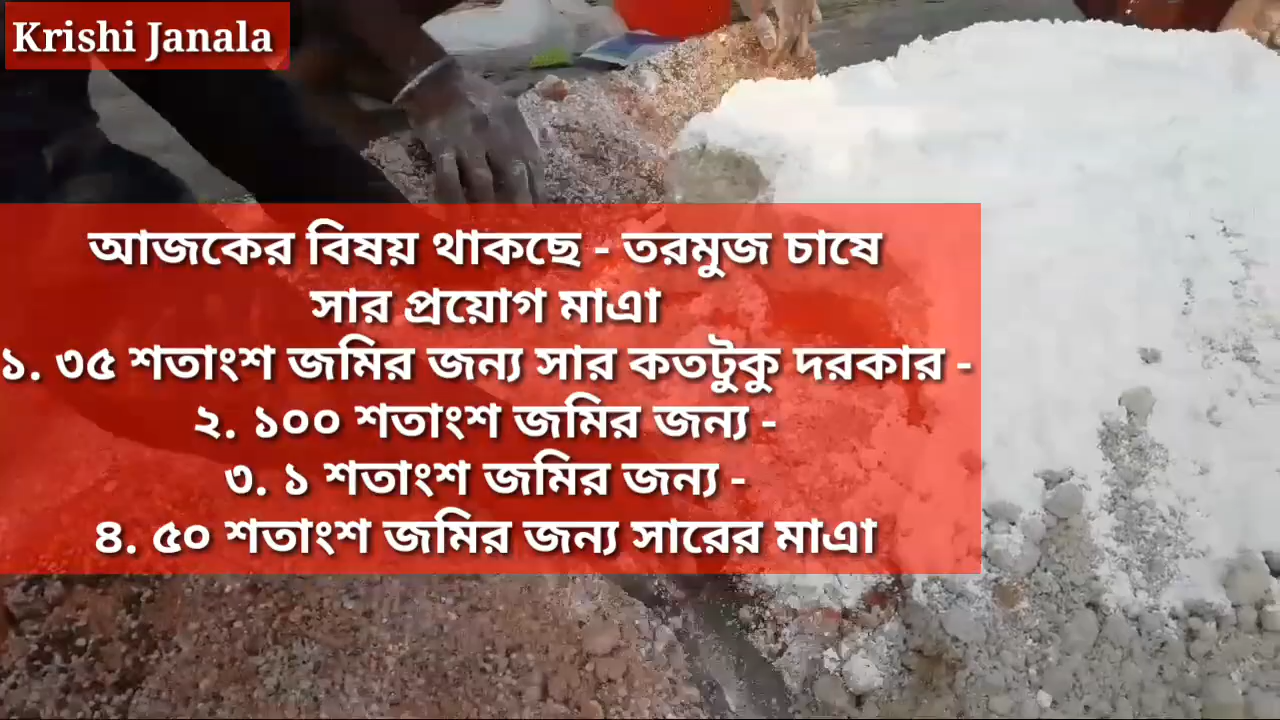 Krishi Janala
আজকের বিষয় থাকছে - তরমুজ চাষে
সার প্রয়োগ মাএা
১. ৩৫ শতাংশ জমির জন্য সার কতটুকু দরকার -
২. ১০০ শতাংশ জমির জন্য -
৩. ১ শতাংশ জমির জন্য -
৪. ৫০ শতাংশ জমির জন্য সারের মাএা